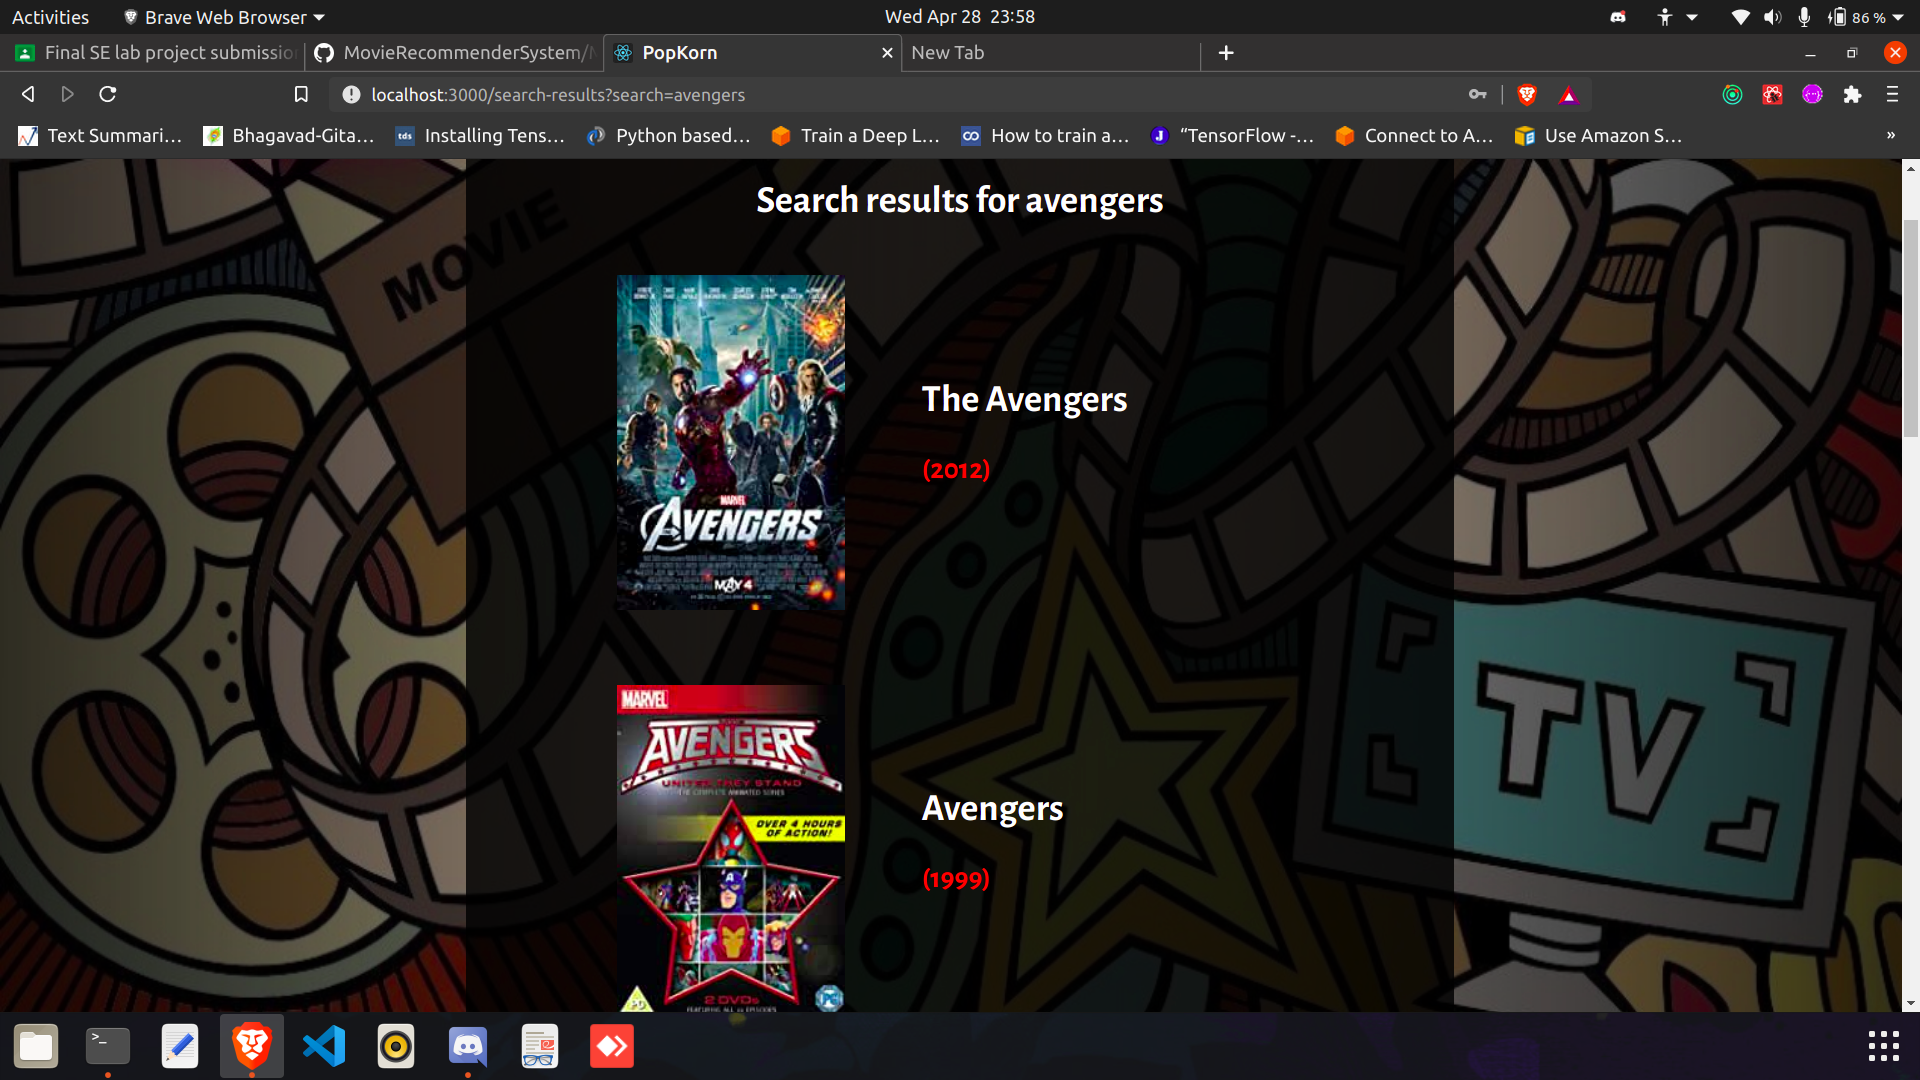 Activities
Brave Web Browser
Wed Apr 28 23:58
86 %
Final SE lab project submissio
MovieRecommenderSystem/
PopKorn
New Tab
localhost:3000/search-results?search=avengers
Text Summari...
Bhagavad-Gita...
tds
Installing Tens...
Python based...
Train a Deep L...
How to train a...
J
“TensorFlow -...
Connect to A...
Use Amazon S...
»
MOVIE
Search results for avengers
MARVEL
AVENGERS
MAY 4
The Avengers
(2012)
MARVEL
AVENGERS
UNITED THEY STAND
THE COMPLETE ANIMATED SERIES
OVER 4 HOURS
OF ACTION!
2 DVDs
Avengers
(1999)
TV
>_